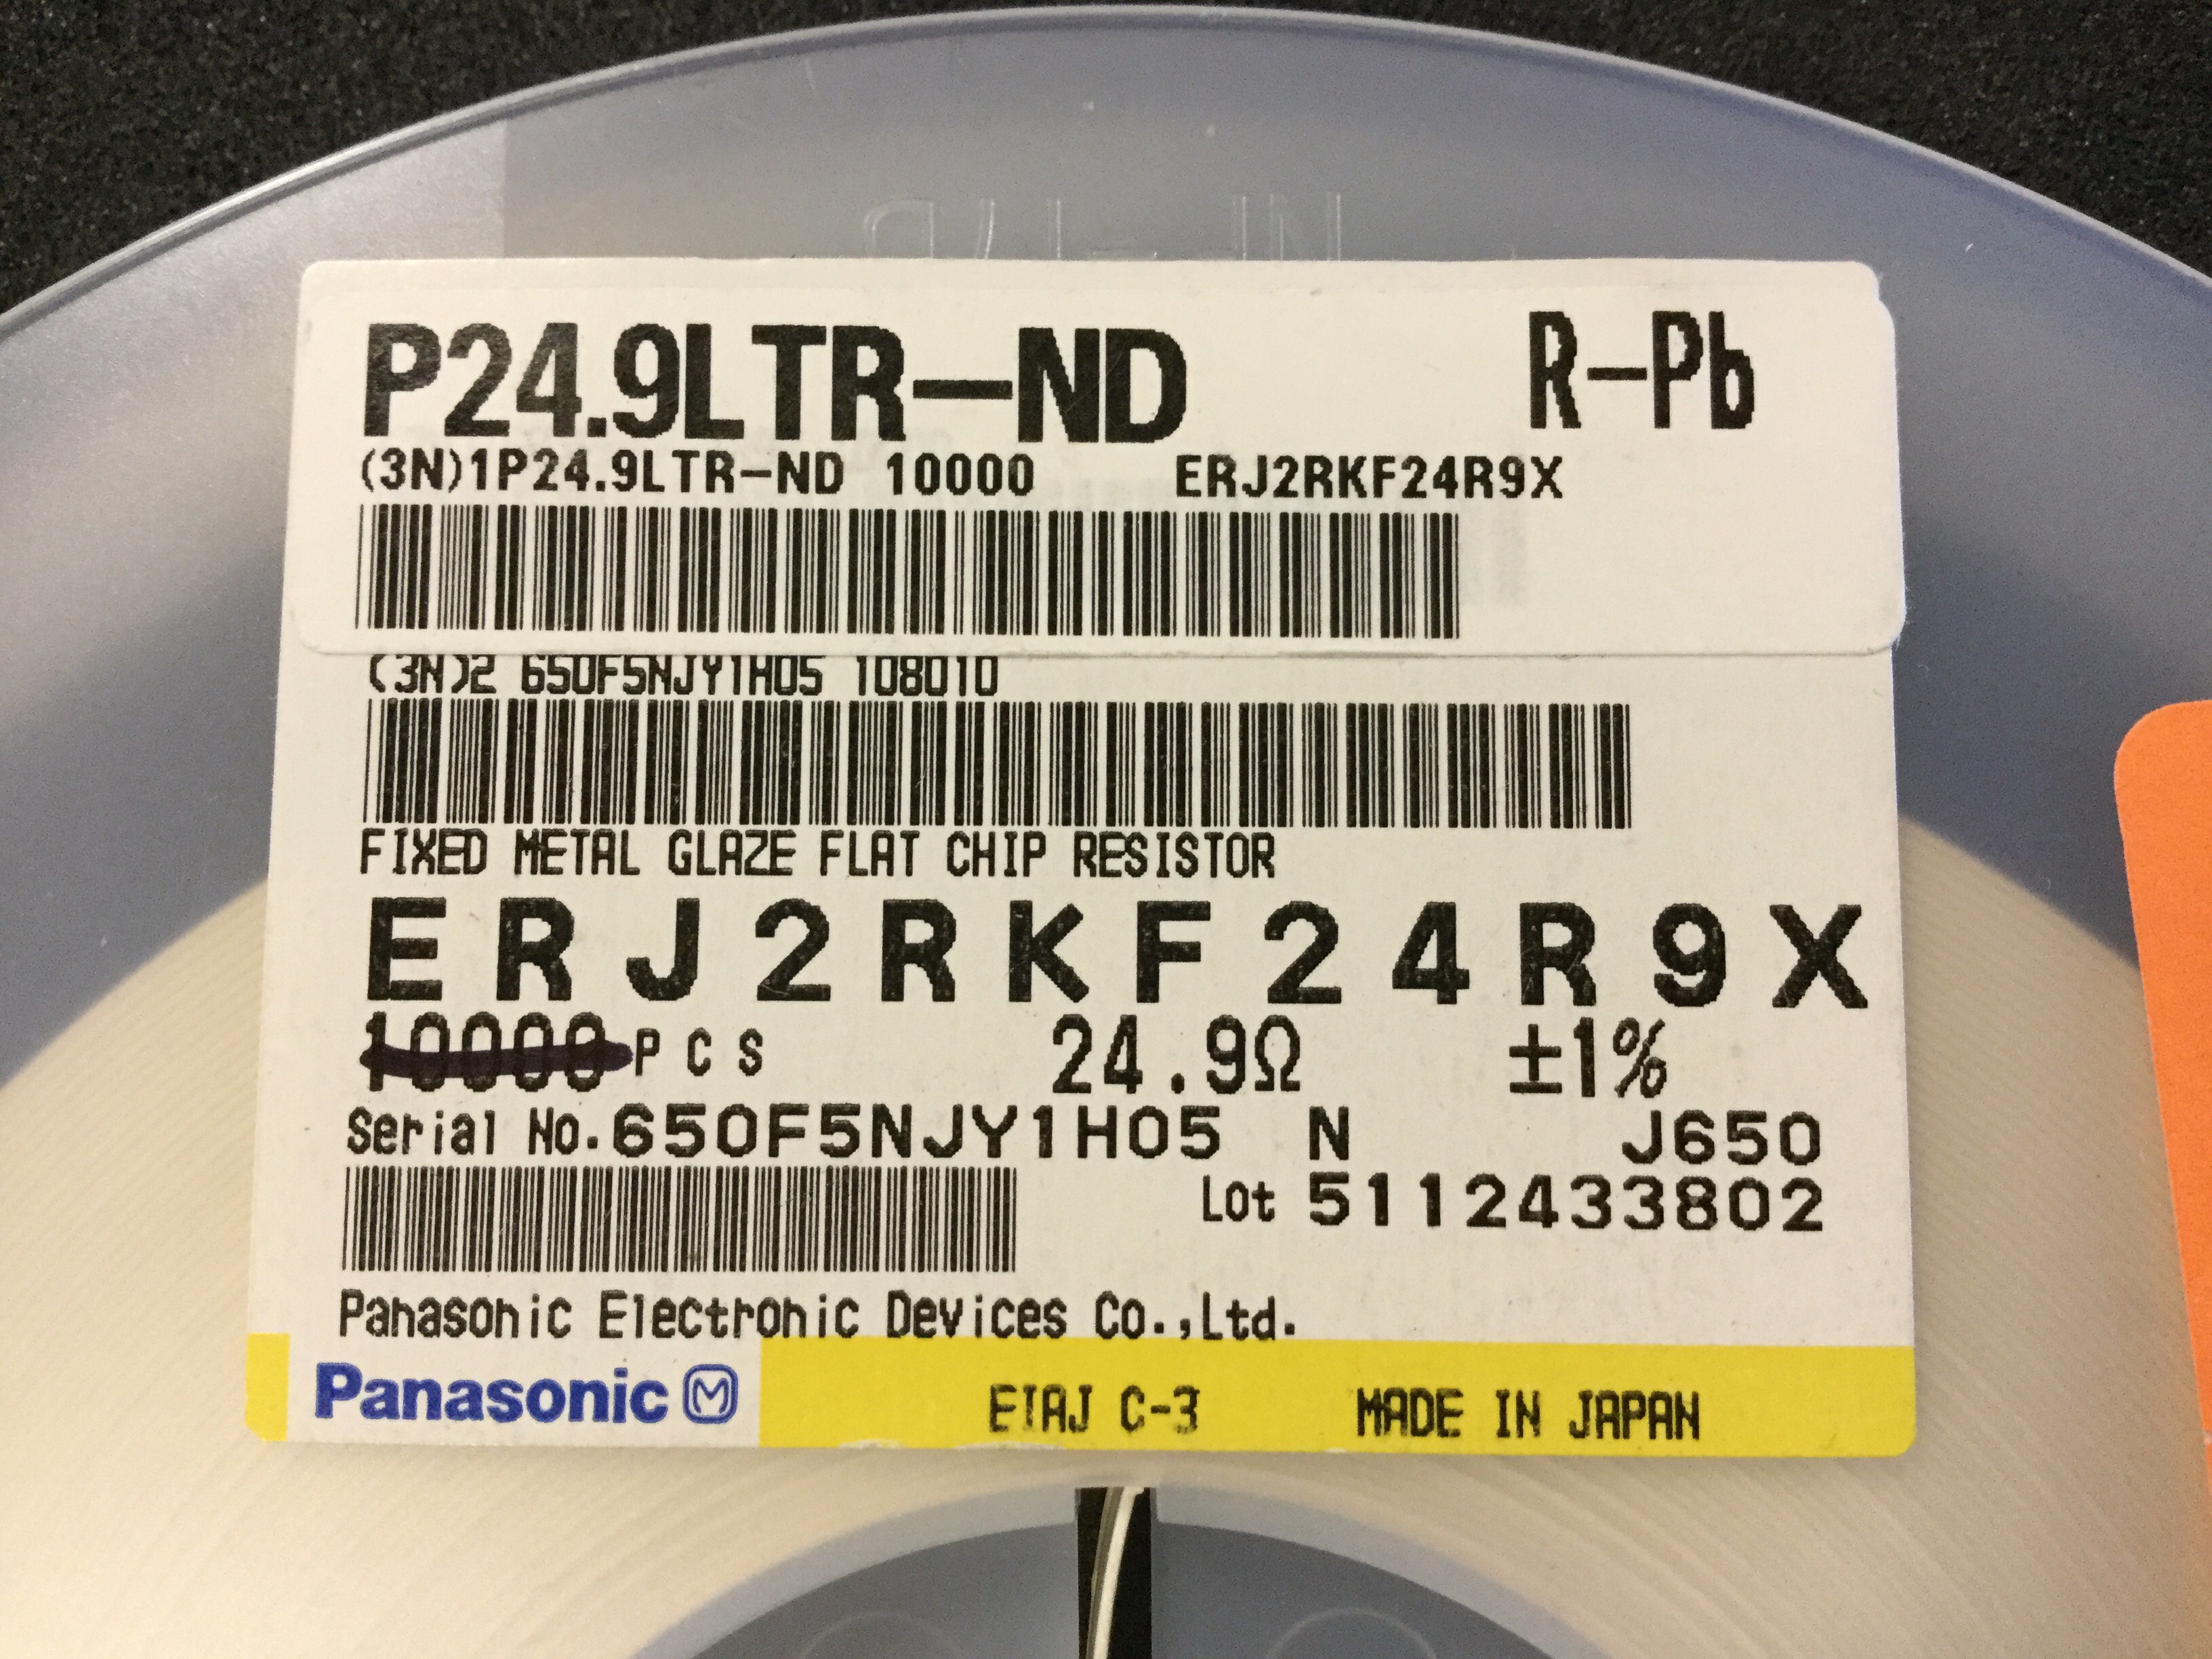 P24.9LTR-ND R-Pb
(3N)1P24.9LTR-ND 10000 ERJ2RKF24R9X
(3N)2 650F5NJY1H05 108010
FIXED METAL GLAZE FLAT CHIP RESISTOR
ERJ2RKF24R9X
10000 PCS 24.9Ω ±1%
Serial No.650F5NJY1H05 N J650
Lot 5112433802
Panasonic Electronic Devices Co.,Ltd.
Panasonic M EIAJ C-3 MADE IN JAPAN